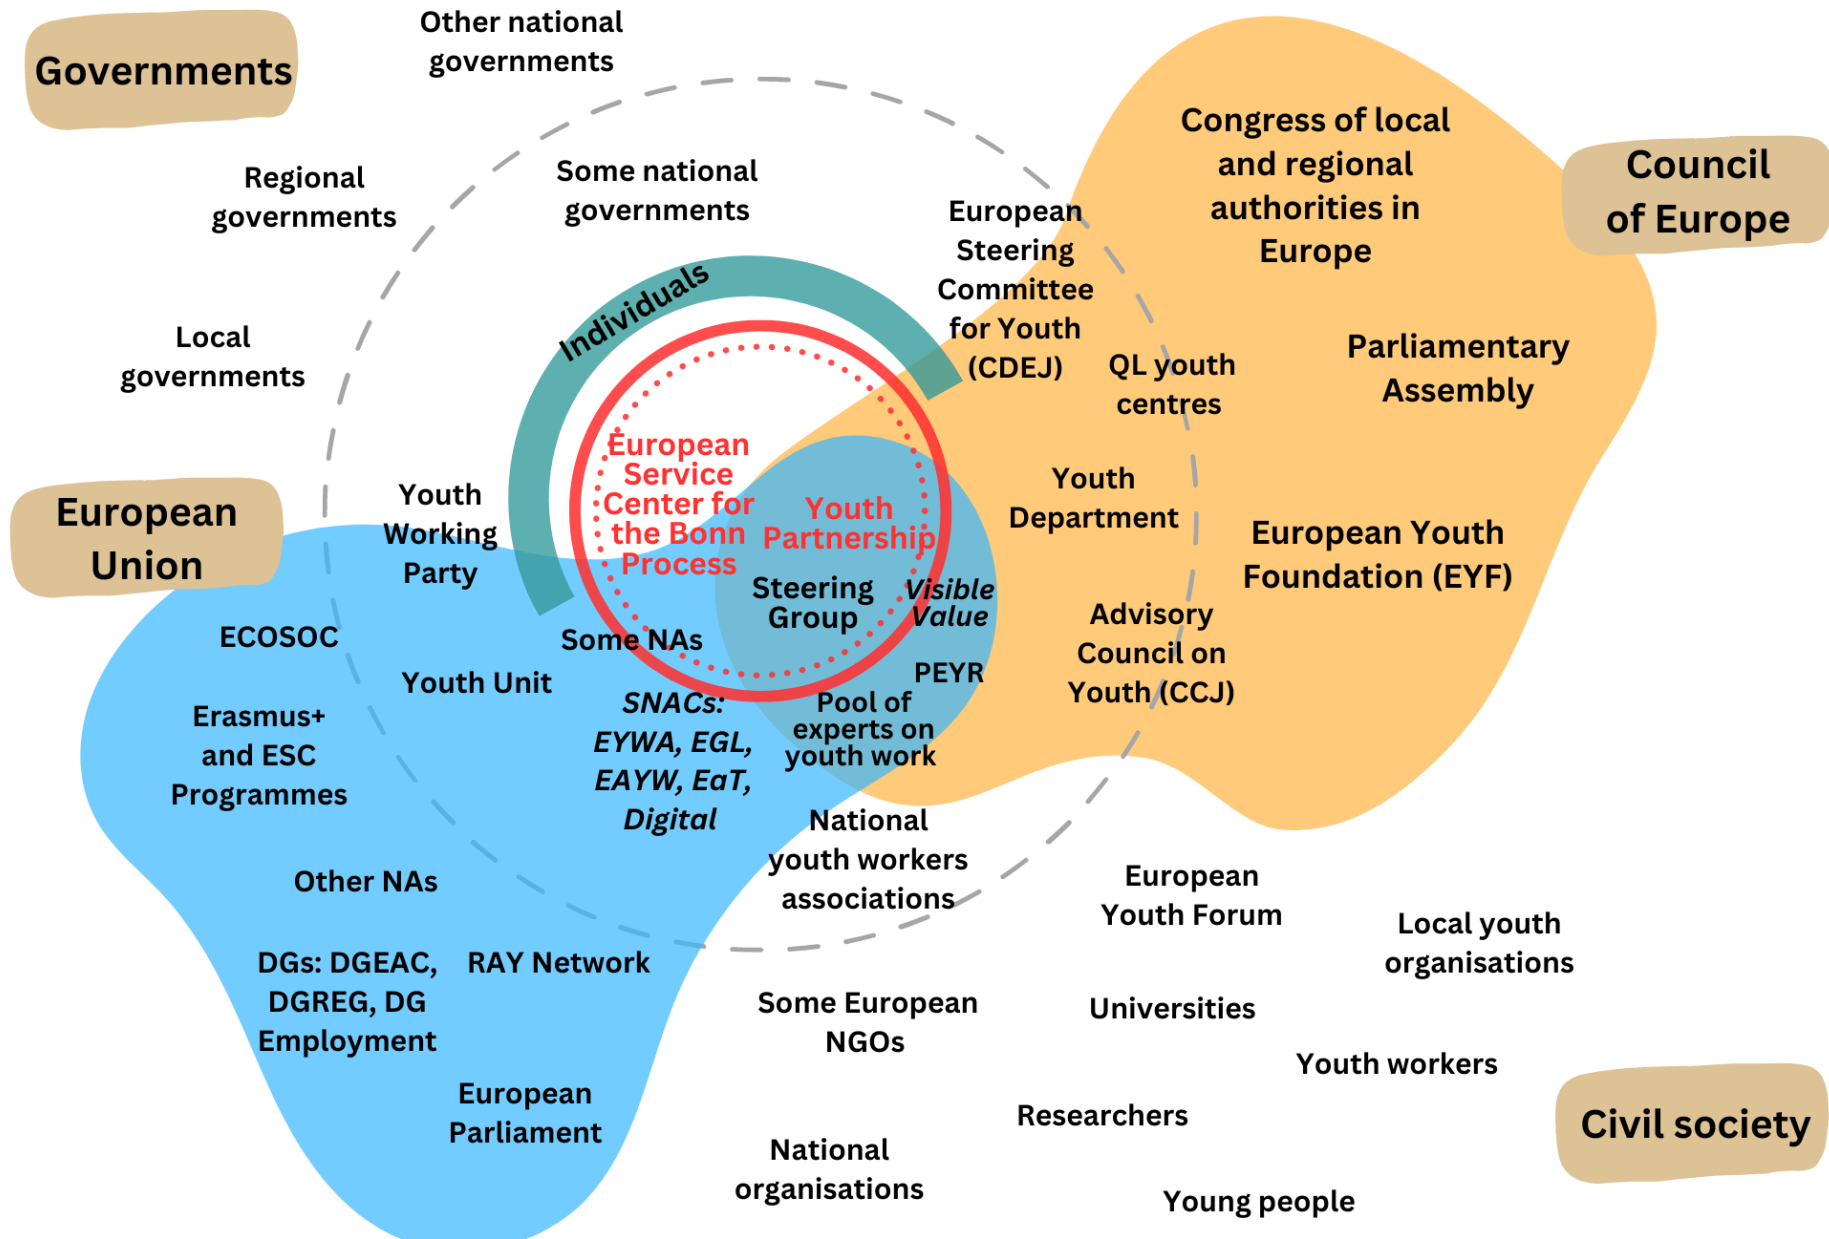 Other national
governments
Governments
Congress of local
and regional
authorities in
Europe
Council
of Europe
Regional
governments
Some national
governments
European
Steering
Committee
for Youth
(CDEJ)
Individuals
Local
governments
Parliamentary
Assembly
QL youth
centres
European
Service
Center for
the Bonn
Process
Youth
Partnership
Youth
Department
Youth
Working
Party
European
Union
European Youth
Foundation (EYF)
Steering
Group
Visible
Value
Advisory
Council on
Youth (CCJ)
ECOSOC
Some NAs
Youth Unit
PEYR
SNACs:
EYWA, EGL,
EAYW, EaT,
Digital
Pool of
experts on
youth work
Erasmus+
and ESC
Programmes
National
youth workers
associations
Other NAs
European
Youth Forum
Local youth
organisations
DGs: DGEAC,
DGREG, DG
Employment
RAY Network
Some European
NGOs
Universities
Youth workers
European
Parliament
Researchers
Civil society
National
organisations
Young people